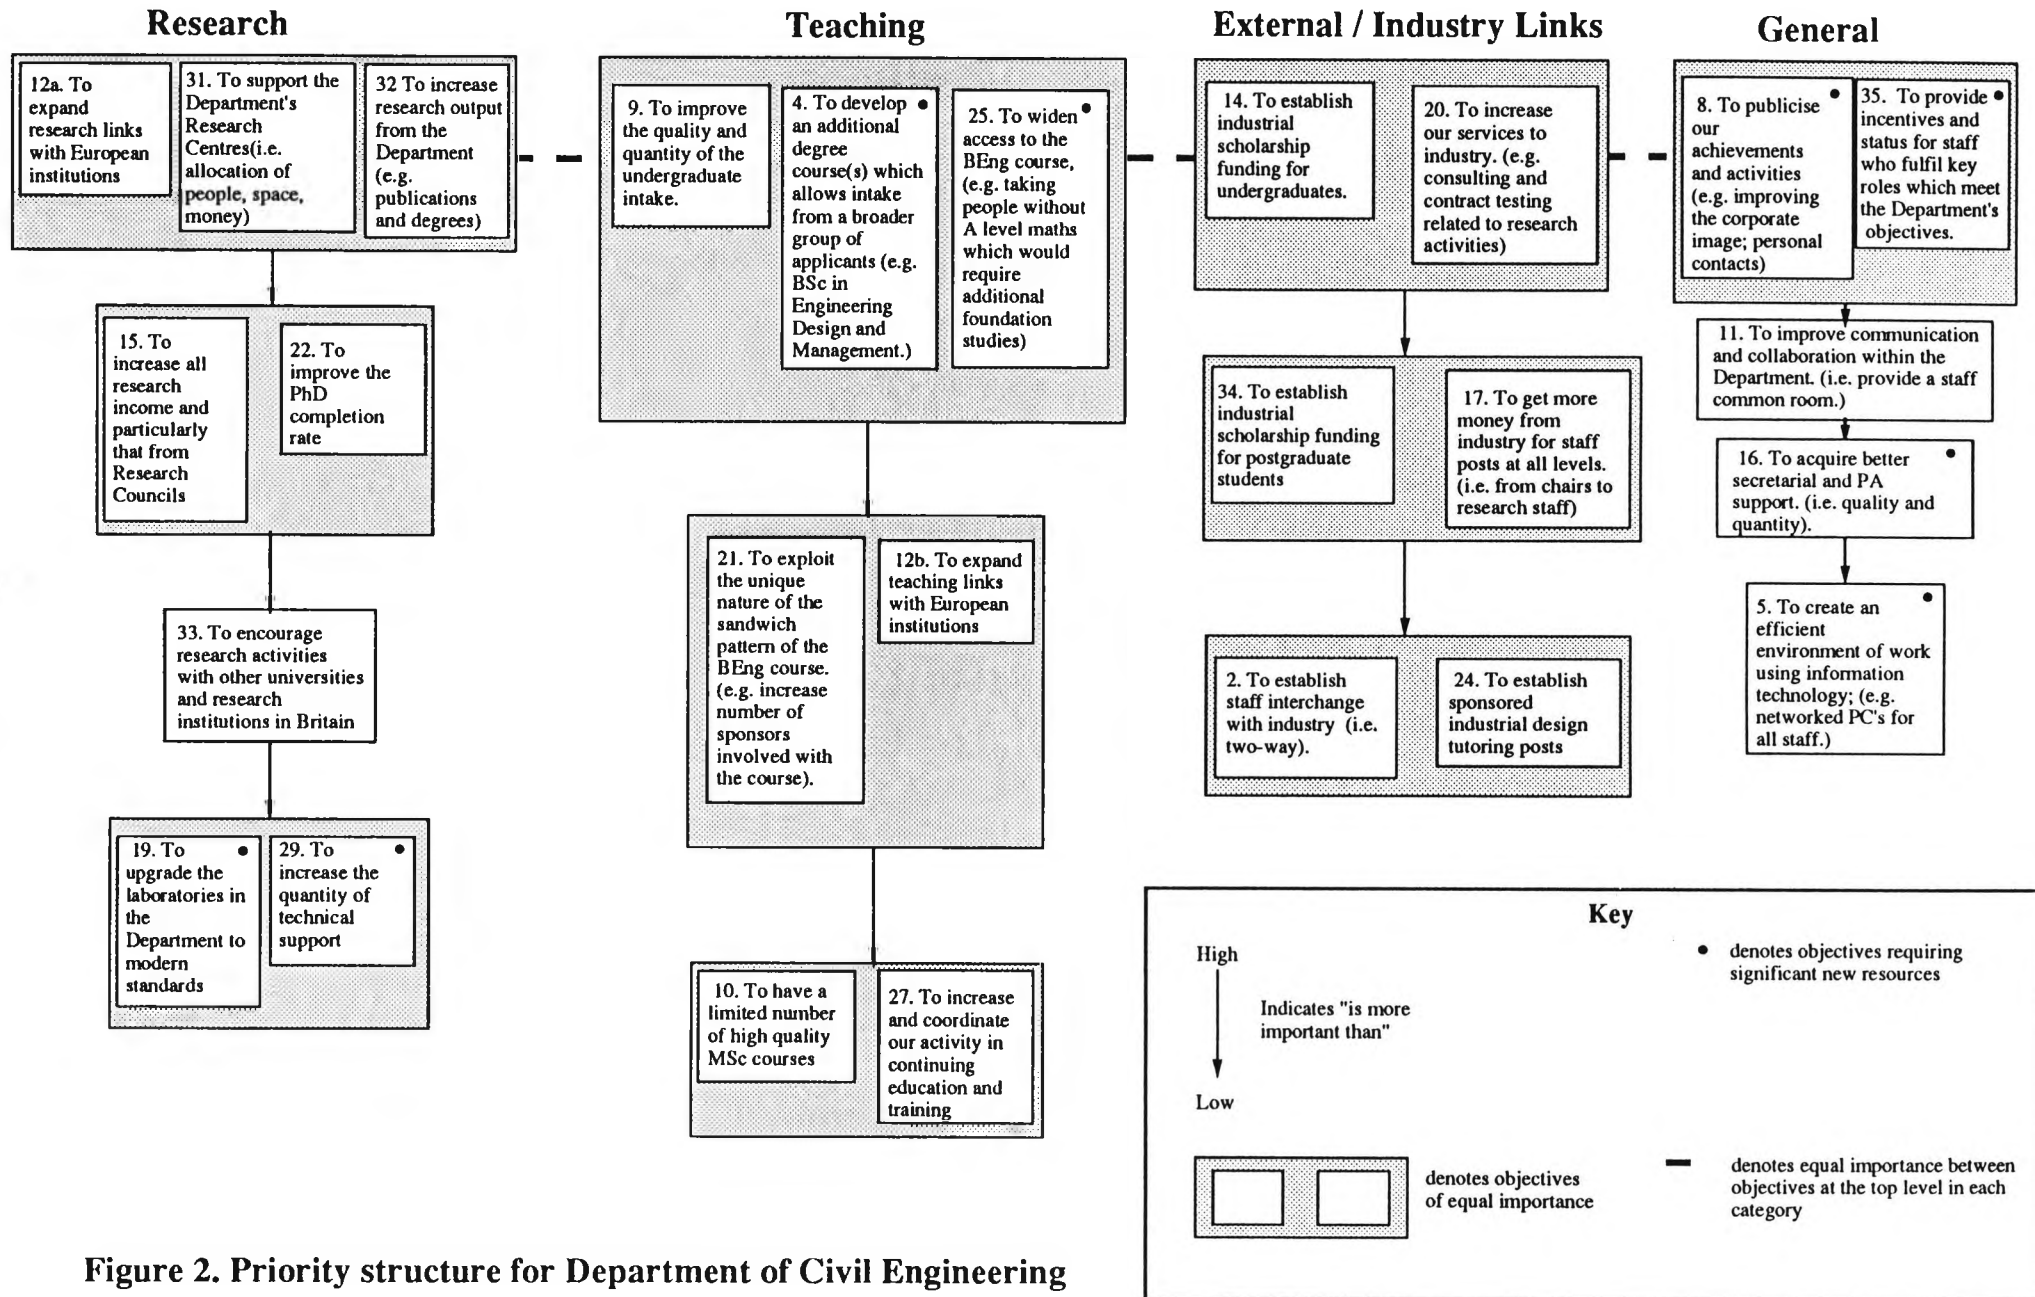 Research
12a. To
expand
research links
with European
institutions
31. To support the
Department's
Research
Centres(i.e.
allocation of
people, space,
money)
32 To increase
research output
from the
Department
(e.g.
publications
and degrees)
15. To
increase all
research
income and
particularly
that from
Research
Councils
22. To
improve the
PhD
completion
rate
33. To encourage
research activities
with other universities
and research
institutions in Britain
19. To
upgrade the
laboratories in
the
Department to
modern
standards
29. To
increase the
quantity of
technical
support
Teaching
9. To improve
the quality and
quantity of the
undergraduate
intake.
4. To develop
an additional
degree
course(s) which
allows intake
from a broader
group of
applicants (e.g.
BSc in
Engineering
Design and
Management.)
25. To widen
access to the
BEng course,
(e.g. taking
people without
A level maths
which would
require
additional
foundation
studies)
21. To exploit
the unique
nature of the
sandwich
pattern of the
BEng course.
(e.g. increase
number of
sponsors
involved with
the course).
12b. To expand
teaching links
with European
institutions
10. To have a
limited number
of high quality
MSc courses
27. To increase
and coordinate
our activity in
continuing
education and
training
External / Industry Links
14. To establish
industrial
scholarship
funding for
undergraduates.
20. To increase
our services to
industry. (e.g.
consulting and
contract testing
related to research
activities)
34. To establish
industrial
scholarship funding
for postgraduate
students
17. To get more
money from
industry for staff
posts at all levels.
(i.e. from chairs to
research staff)
2. To establish
staff interchange
with industry (i.e.
two-way).
24. To establish
sponsored
industrial design
tutoring posts
General
8. To publicise
our
achievements
and activities
(e.g. improving
the corporate
image; personal
contacts)
35. To provide
incentives and
status for staff
who fulfil key
roles which meet
the Department's
objectives.
11. To improve communication
and collaboration within the
Department. (i.e. provide a staff
common room.)
16. To acquire better
secretarial and PA
support. (i.e. quality and
quantity).
5. To create an
efficient
environment of work
using information
technology; (e.g.
networked PC's for
all staff.)
Key
High
Indicates "is more
important than"
Low
• denotes objectives requiring
significant new resources
denotes objectives
of equal importance
denotes equal importance between
objectives at the top level in each
category
Figure 2. Priority structure for Department of Civil Engineering